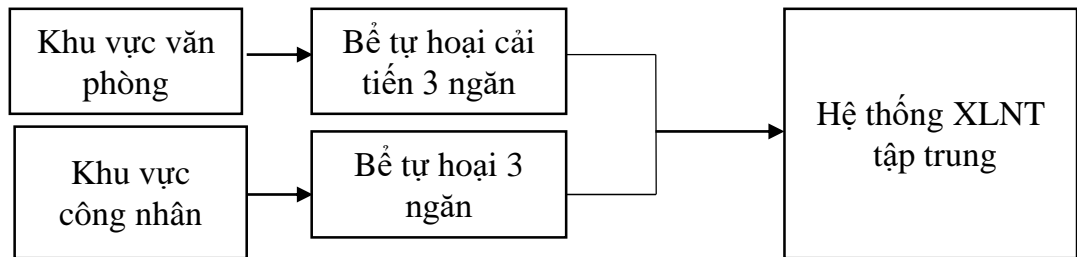 Khu vực văn
phòng
Bể tự hoại cải
tiến 3 ngăn
Khu vực
công nhân
Bể tự hoại 3
ngăn
Hệ thống XLNT
tập trung